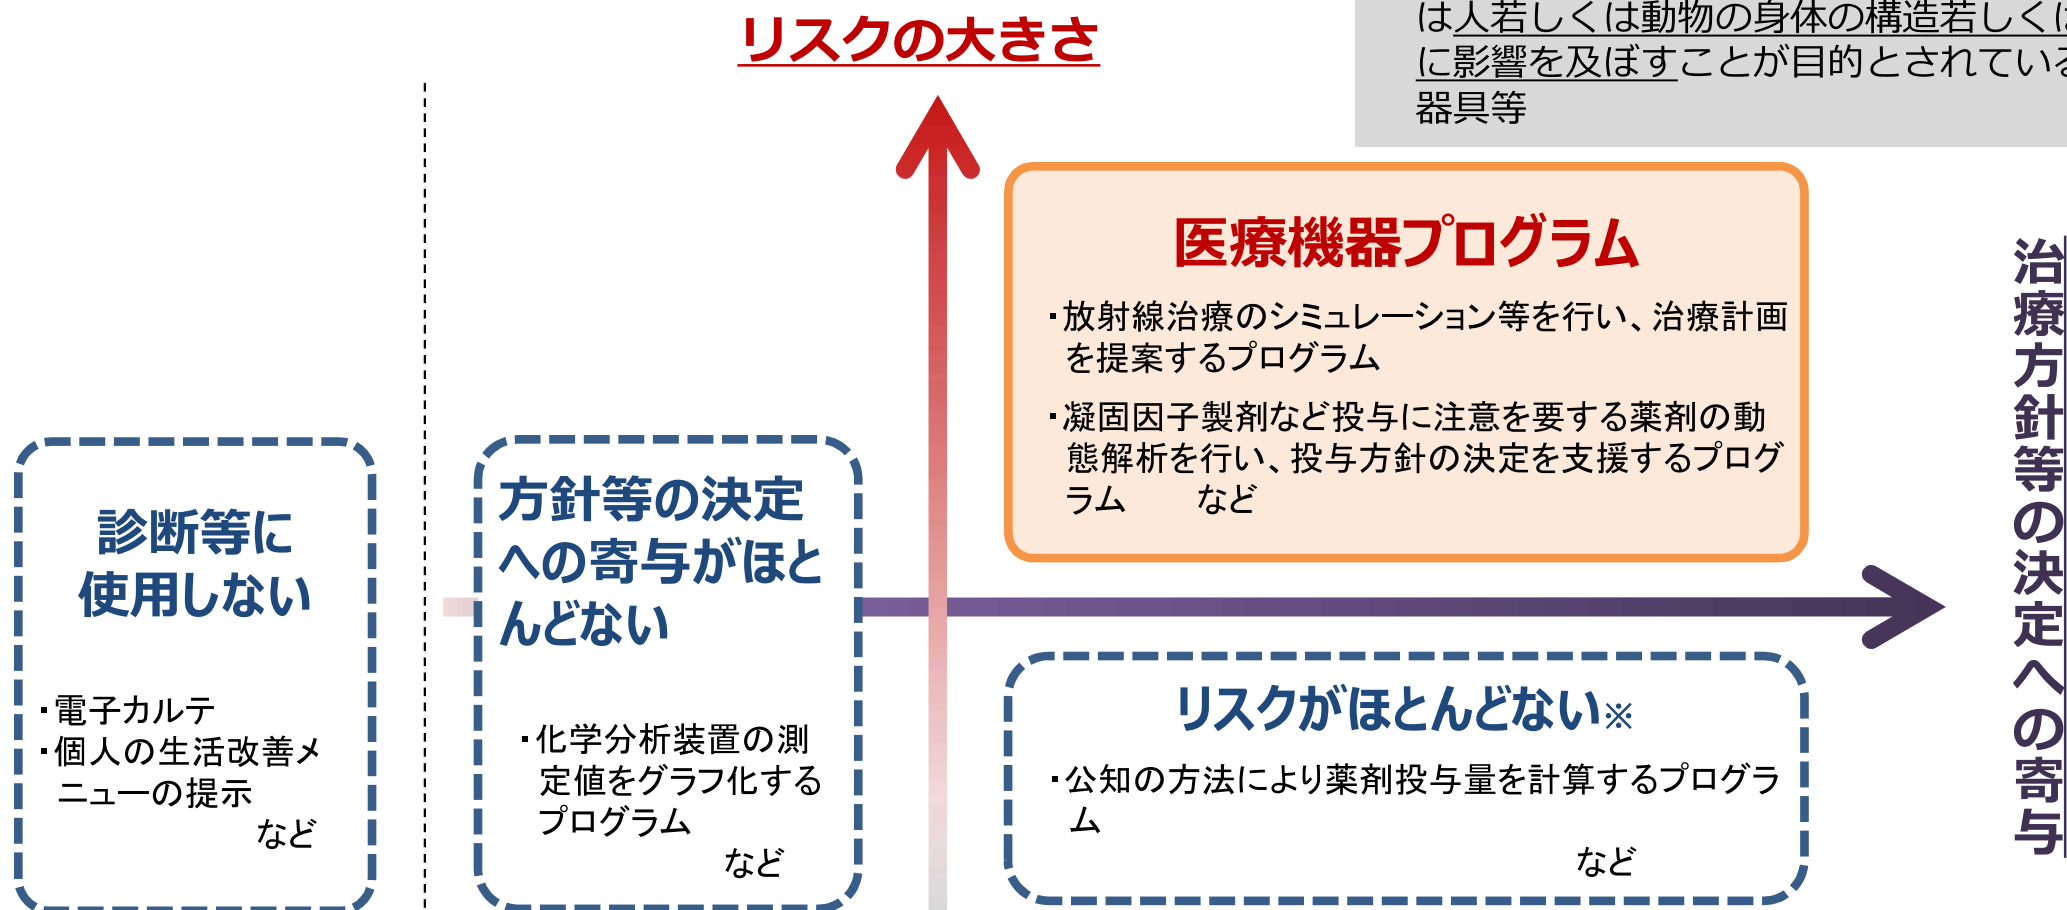 リスクの大きさ
は人若しくは動物の身体の構造若しくは
に影響を及ぼすことが目的とされている
器具等
医療機器プログラム
・放射線治療のシミュレーション等を行い、治療計画
を提案するプログラム
・凝固因子製剤など投与に注意を要する薬剤の動
態解析を行い、投与方針の決定を支援するプログ
ラム　　など
治療方針等の決定への寄与
診断等に
使用しない
・電子カルテ
・個人の生活改善メ
ニューの提示
など
方針等の決定
への寄与がほと
んどない
・化学分析装置の測
定値をグラフ化する
プログラム
など
リスクがほとんどない※
・公知の方法により薬剤投与量を計算するプログラ
ム
など